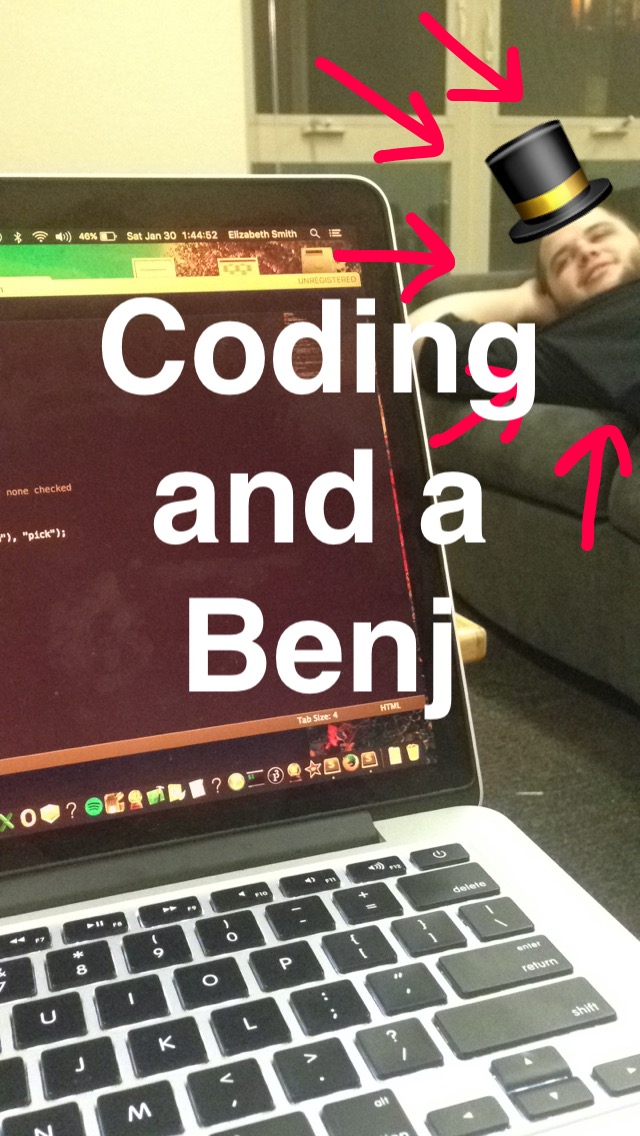 46% Sat Jan 30 1:44:52 Elizabeth Smith
UNREGISTERED
Coding
and a
Benj
none checked
"), "pick");
Tab Size: 4 HTML
F7 F8 F9 F10 F11 F12
& 7 * 8 ( 9 ) 0 _ - + = delete
U I O P { [ } ] | \
J K L : ; " ' enter return
N M < , > . ? / shift
alt